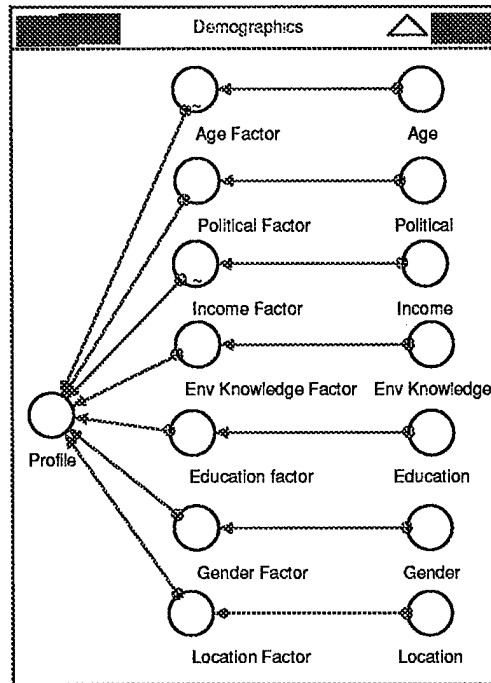 Demographics
Age Factor
Age
Political Factor
Political
Income Factor
Income
Env Knowledge Factor
Env Knowledge
Profile
Education factor
Education
Gender Factor
Gender
Location Factor
Location